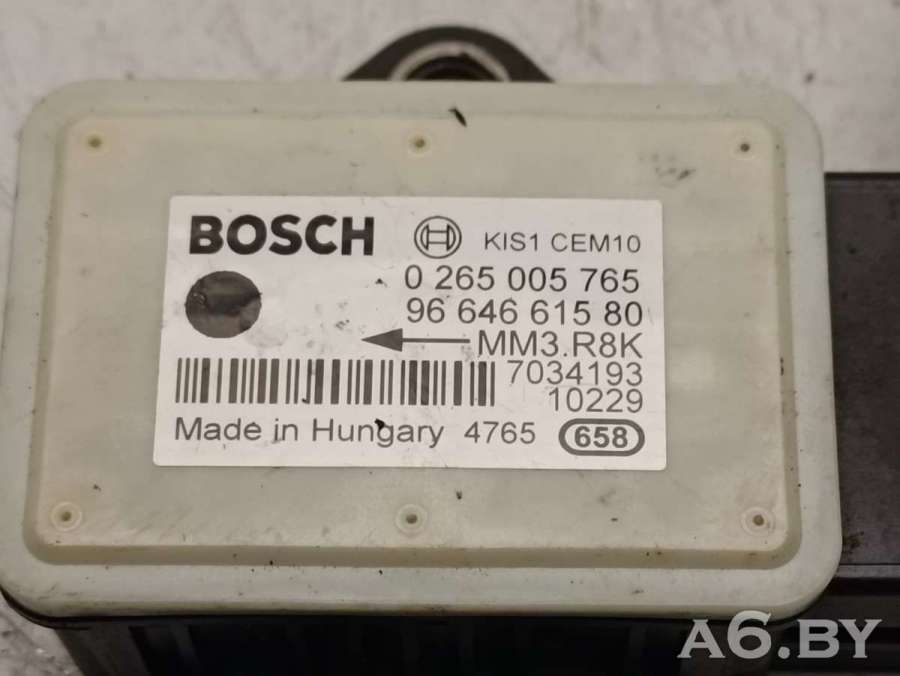 BOSCH KIS1 CEM10
0 265 005 765
96 646 615 80
MM3.R8K
7034193
10229
Made in Hungary 4765 658
A6.BY